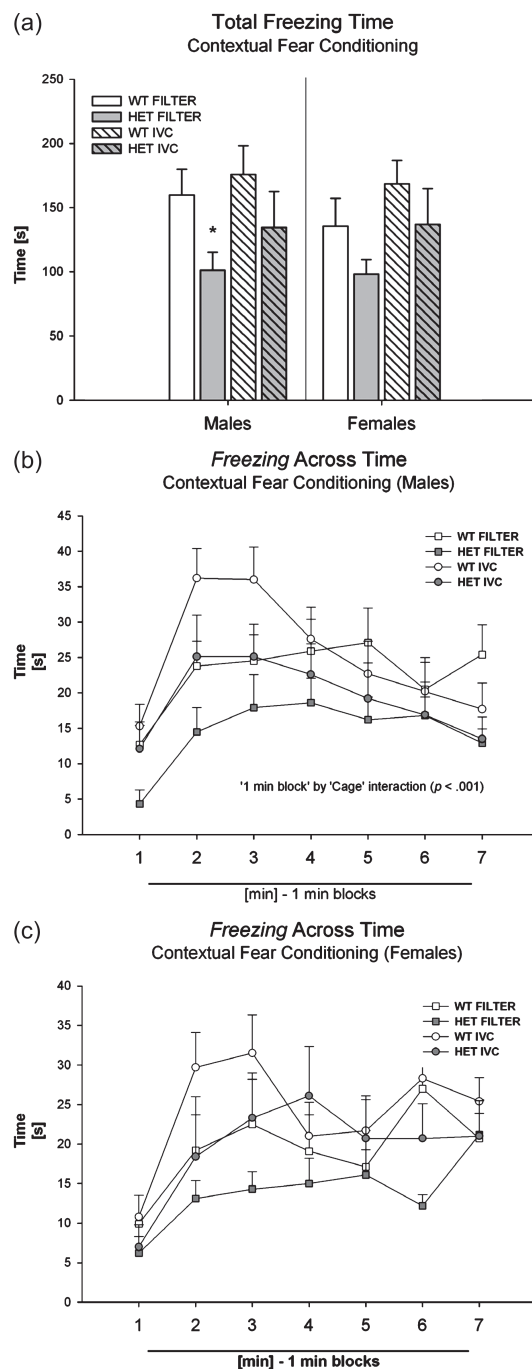 (a)
Total Freezing Time
Contextual Fear Conditioning
250
200
150
100
50
0
Time [s]
WT FILTER
HET FILTER
WT IVC
HET IVC
*
Males
Females
(b)
Freezing Across Time
Contextual Fear Conditioning (Males)
45
40
35
30
25
20
15
10
5
0
Time
[s]
WT FILTER
HET FILTER
WT IVC
HET IVC
'1 min block' by 'Cage' interaction (p < .001)
1 2 3 4 5 6 7
[min] - 1 min blocks
(c)
Freezing Across Time
Contextual Fear Conditioning (Females)
40
35
30
25
20
15
10
5
0
Time
[s]
WT FILTER
HET FILTER
WT IVC
HET IVC
1 2 3 4 5 6 7
[min] - 1 min blocks